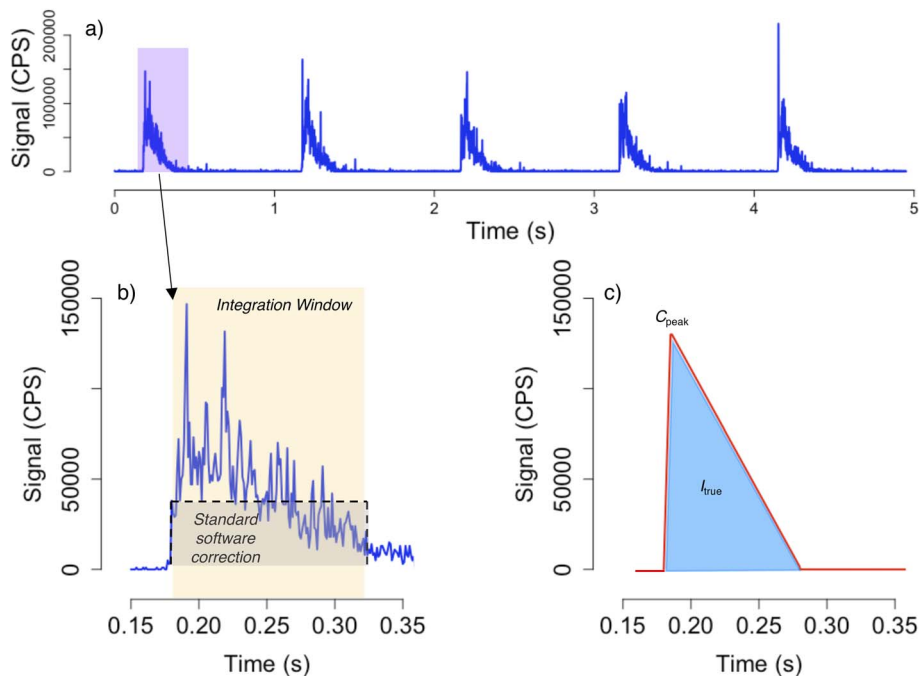 a)
Signal (CPS)
0
50000
100000
200000
0 1 2 3 4 5
Time (s)
b)
Integration Window
Signal (CPS)
0
50000
150000
Standard
software
correction
0.15 0.20 0.25 0.30 0.35
Time (s)
c)
Cpeak
Signal (CPS)
0
50000
150000
Itrue
0.15 0.20 0.25 0.30 0.35
Time (s)